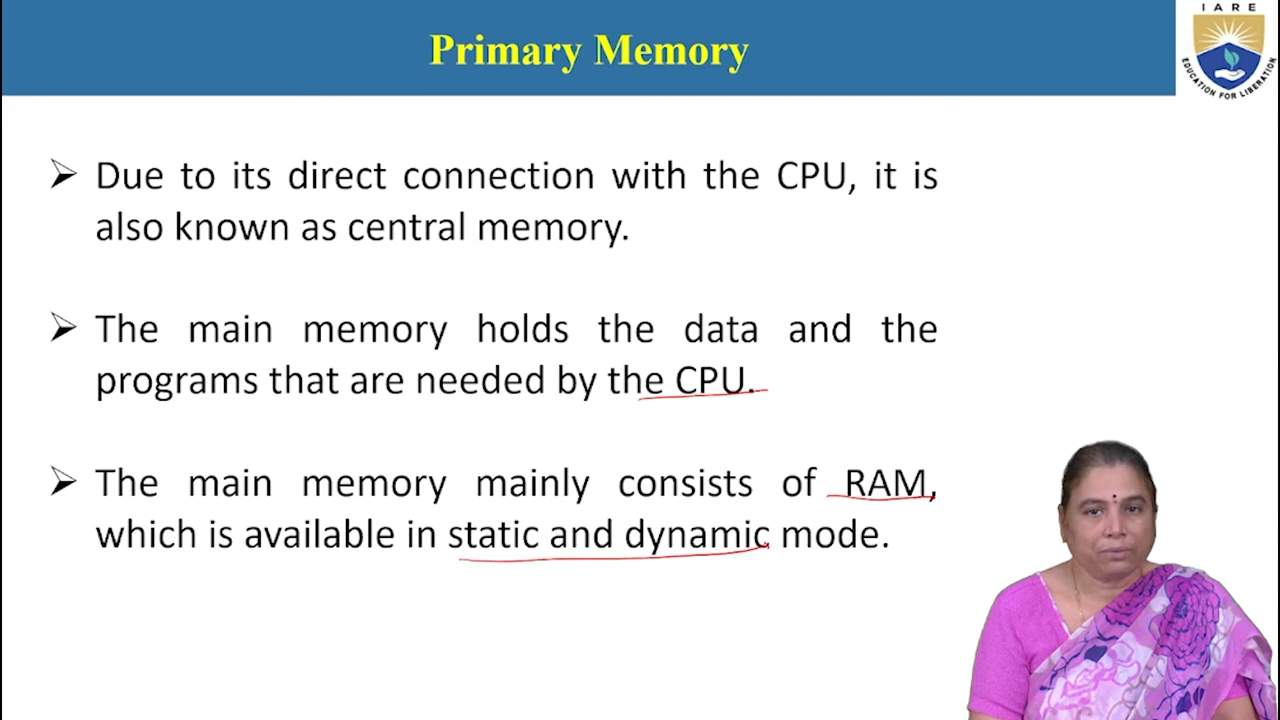 IARE
Primary Memory
EDUCATION FOR LIBERATION
➢ Due to its direct connection with the CPU, it is
also known as central memory.
➢ The main memory holds the data and the
programs that are needed by the CPU.
➢ The main memory mainly consists of RAM,
which is available in static and dynamic mode.